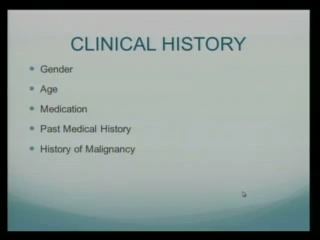 CLINICAL HISTORY
Gender
Age
Medication
Past Medical History
History of Malignancy